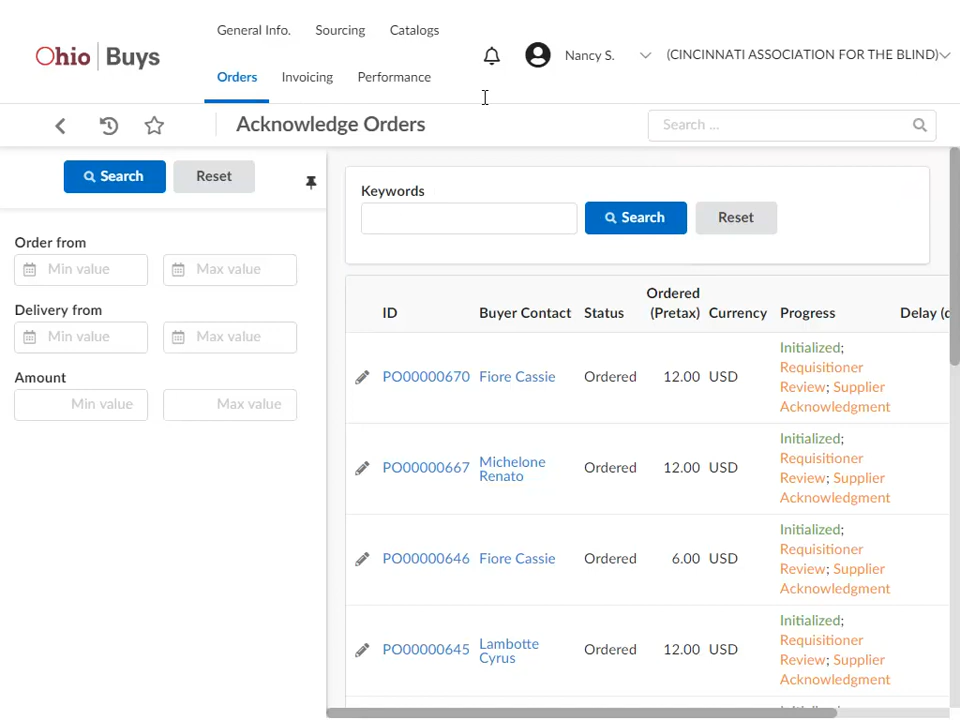 General Info. Sourcing Catalogs
Ohio Buys
Nancy S. (CINCINNATI ASSOCIATION FOR THE BLIND)
Orders Invoicing Performance
Acknowledge Orders
Search ...
Search Reset
Keywords
Search Reset
Order from
Min value Max value
Delivery from
Min value Max value
Amount
Min value Max value
ID Buyer Contact Status Ordered (Pretax) Currency Progress Delay (d
PO00000670 Fiore Cassie Ordered 12.00 USD Initialized;
Requisitioner
Review; Supplier
Acknowledgment
PO00000667 Michelone Renato Ordered 12.00 USD Initialized;
Requisitioner
Review; Supplier
Acknowledgment
PO00000646 Fiore Cassie Ordered 6.00 USD Initialized;
Requisitioner
Review; Supplier
Acknowledgment
PO00000645 Lambotte Cyrus Ordered 12.00 USD Initialized;
Requisitioner
Review; Supplier
Acknowledgment